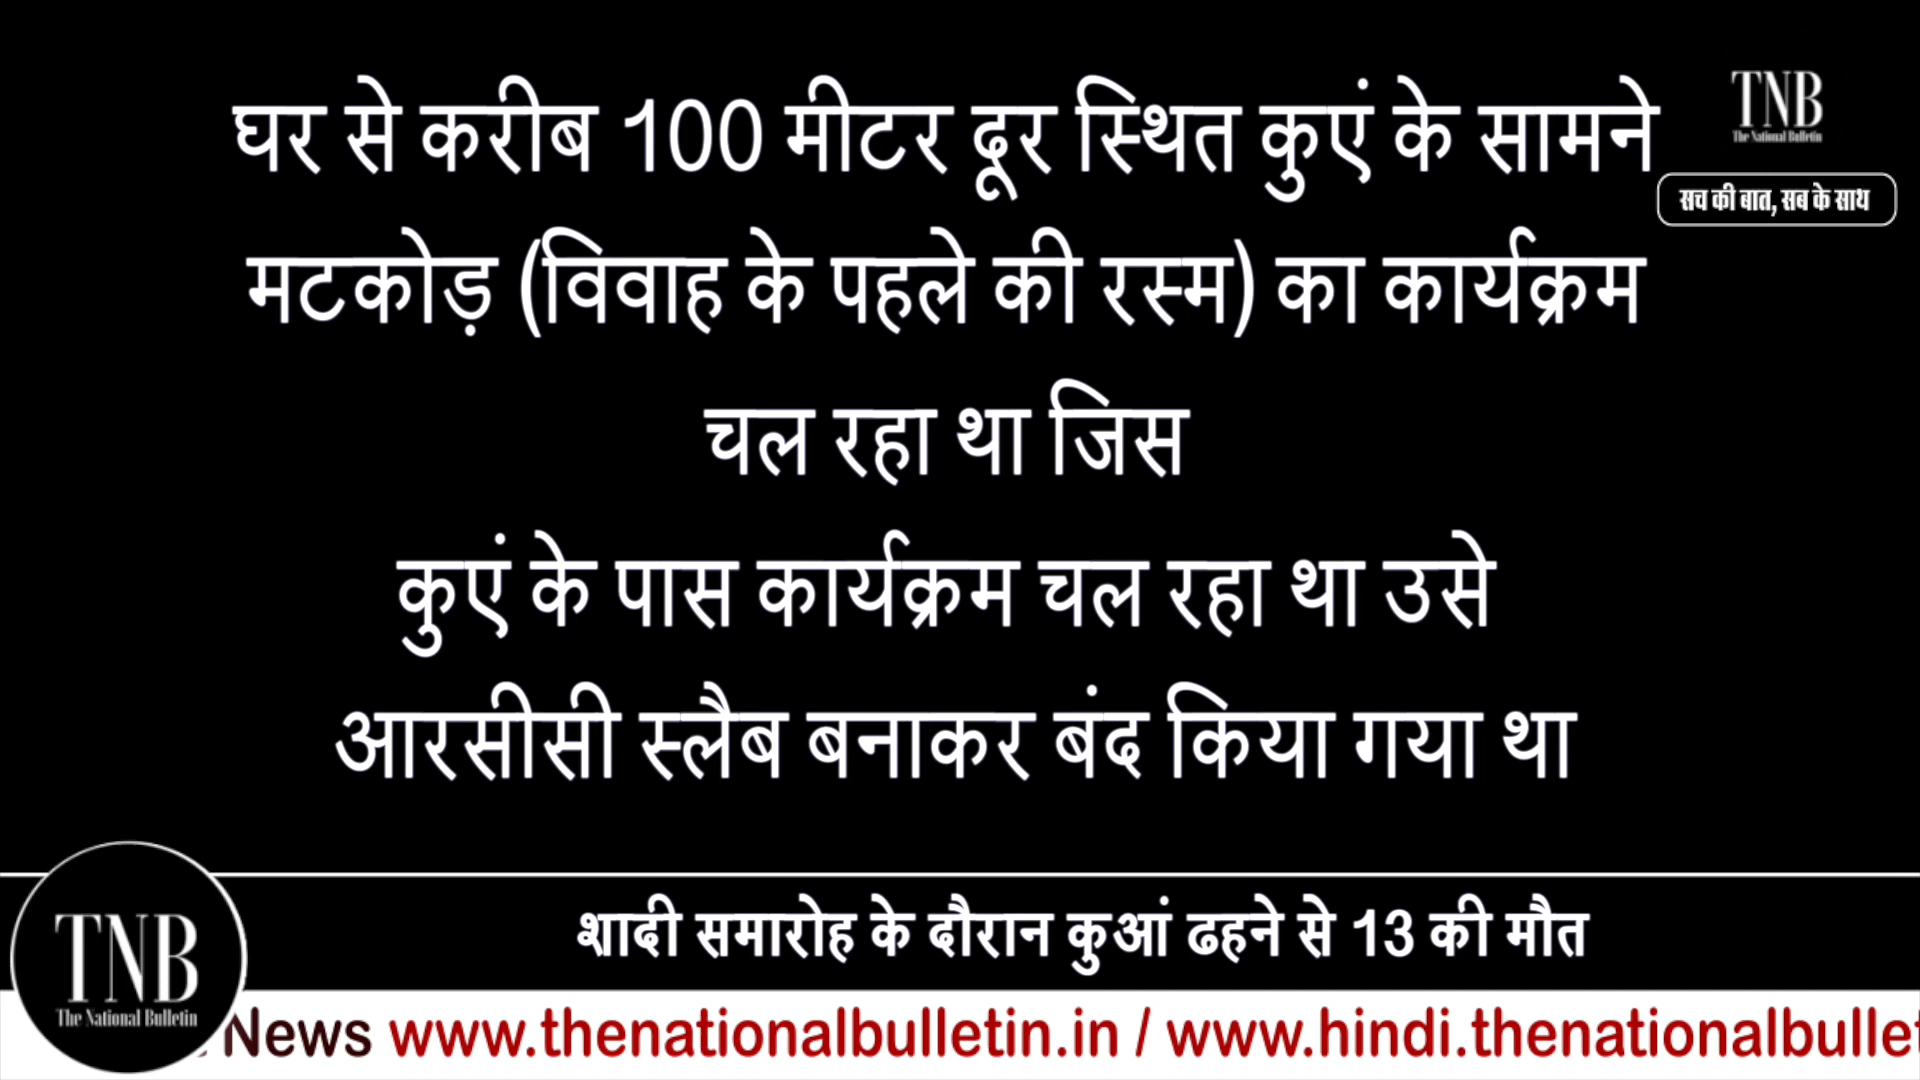 घर से करीब 100 मीटर दूर स्थित कुएं के सामने
मटकोड़ (विवाह के पहले की रस्म) का कार्यक्रम
चल रहा था जिस
कुएं के पास कार्यक्रम चल रहा था उसे
आरसीसी स्लैब बनाकर बंद किया गया था
TNB
The National Bulletin
सच की बात, सब के साथ
शादी समारोह के दौरान कुआं ढहने से 13 की मौत
TNB
The National Bulletin
News www.thenationalbulletin.in / www.hindi.thenationalbullet